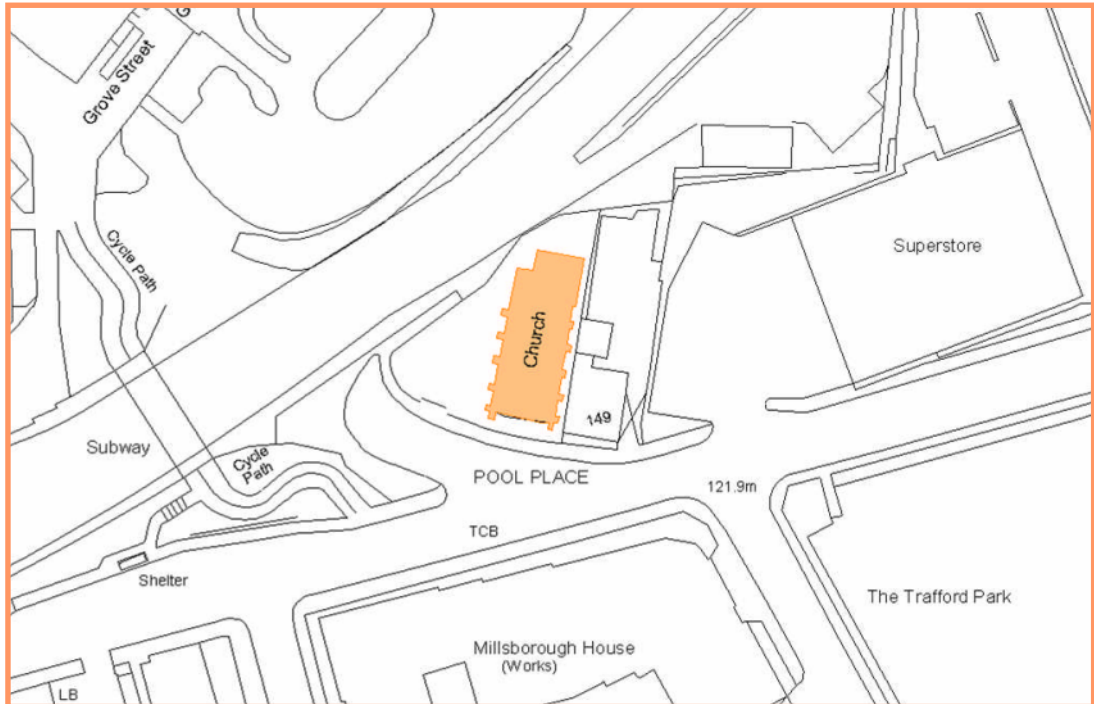 G
Grove Street
Cycle Path
Superstore
Church
149
Subway
Cycle
Path
POOL PLACE
121.9m
TCB
Shelter
The Trafford Park
Millsborough House
(Works)
LB